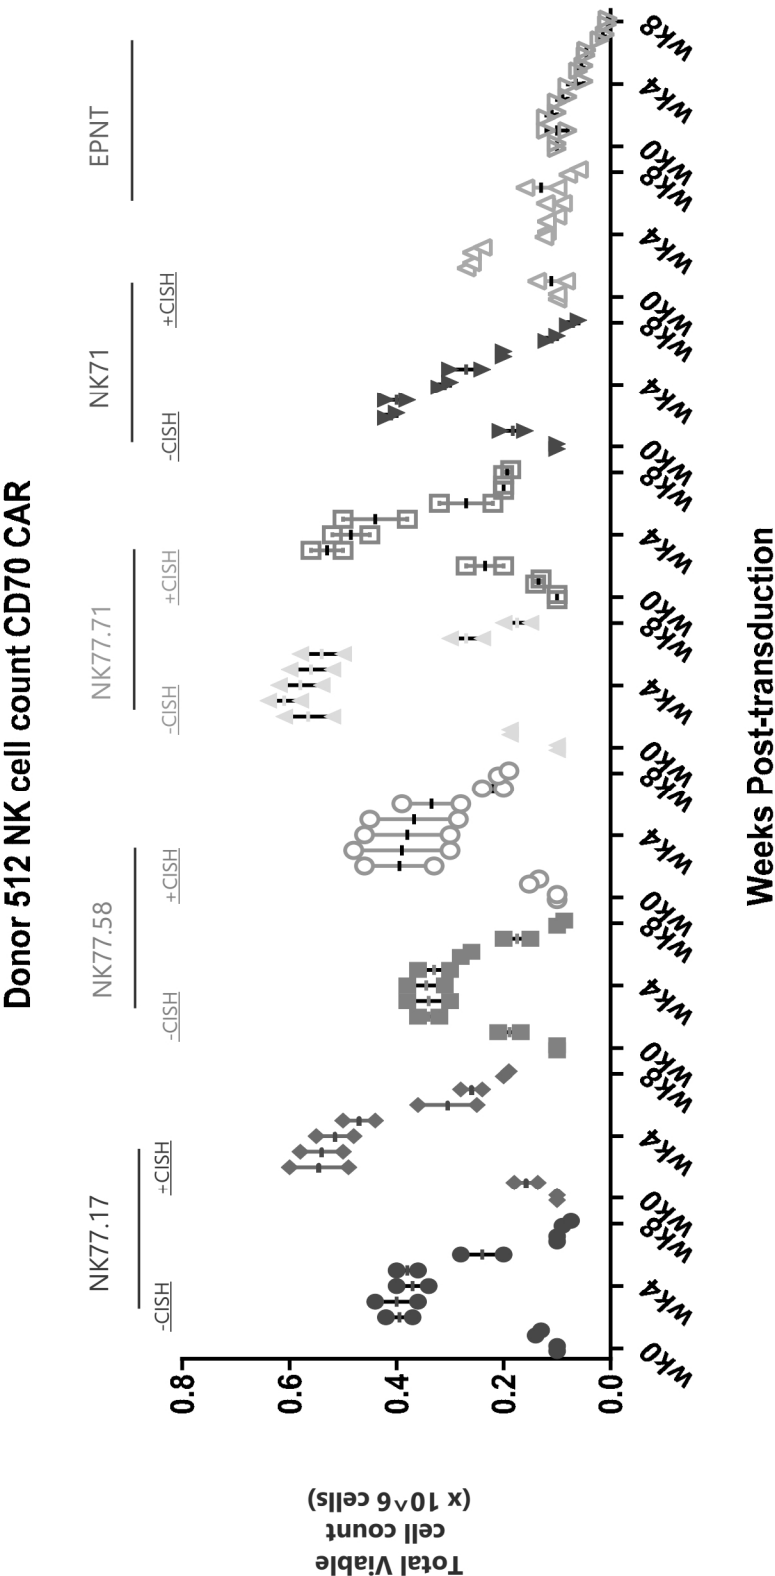 Donor 512 NK cell count CD70 CAR
NK77.17
NK77.58
NK77.71
NK71
EPNT
-CISH
+CISH
-CISH
+CISH
-CISH
+CISH
-CISH
+CISH
Total Viable
cell count
(x 10^6 cells)
0.8
0.6
0.4
0.2
0.0
wk0
wk4
wk8
wk0
wk4
wk8
wk0
wk4
wk8
wk0
wk4
wk8
wk0
wk4
wk8
wk0
wk4
wk8
wk0
wk4
wk8
wk0
wk4
wk8
wk0
wk4
wk8
Weeks Post-transduction